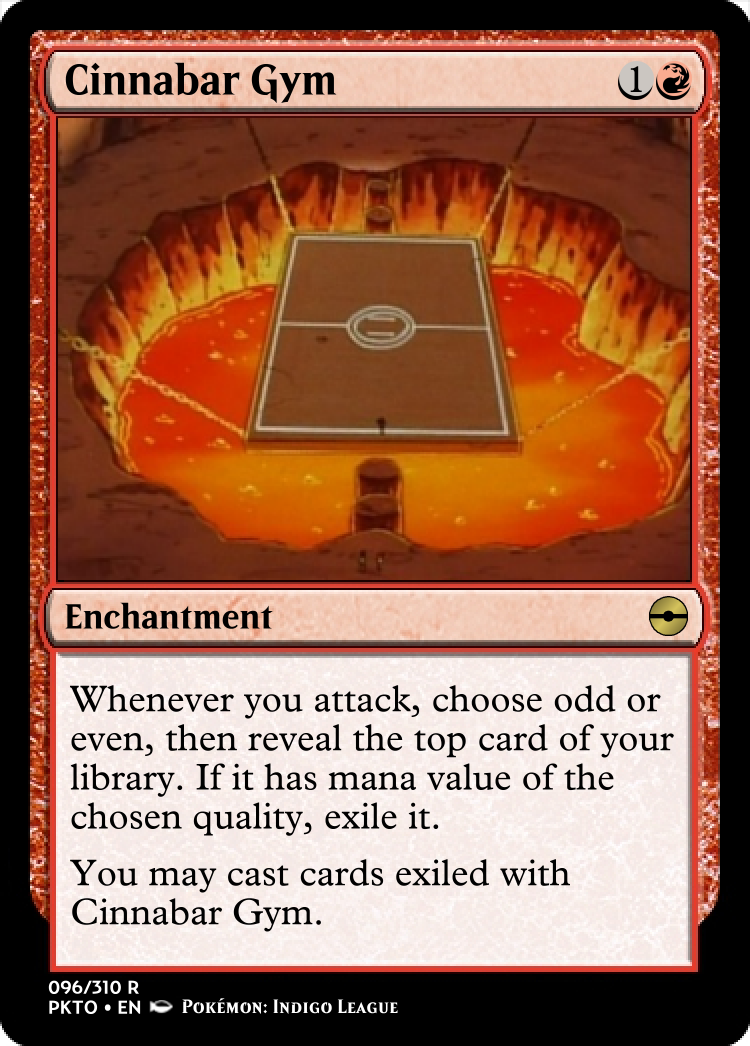 Cinnabar Gym 1
Enchantment
Whenever you attack, choose odd or
even, then reveal the top card of your
library. If it has mana value of the
chosen quality, exile it.
You may cast cards exiled with
Cinnabar Gym.
096/310 R
PKTO • EN Pokémon: Indigo League